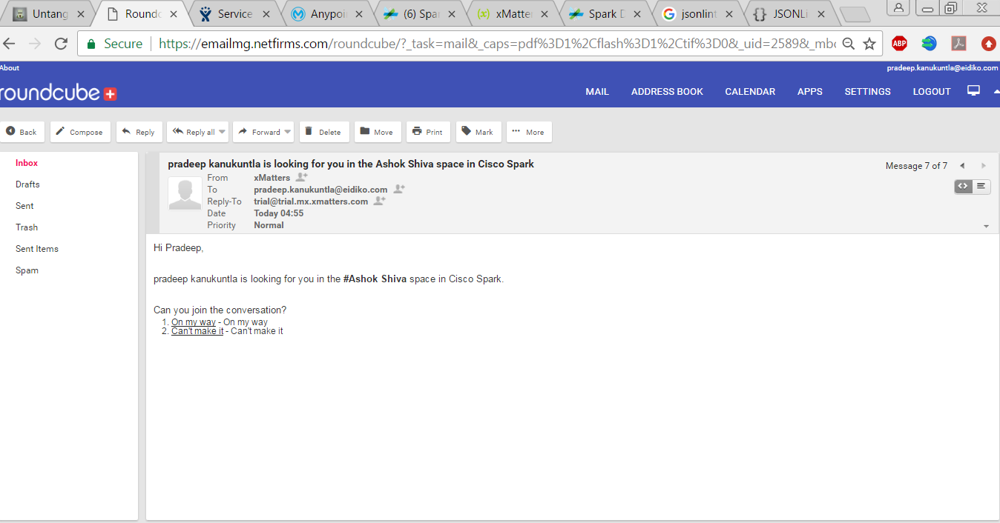 Untang Roundc Service Anypoi (6) Spa xMatte Spark D jsonlint JSONLi
Secure https://emailmg.netfirms.com/roundcube/?_task=mail&_caps=pdf%3D1%2Cflash%3D1%2Ctif%3D0&_uid=2589&_mbo ABP
About pradeep.kanukuntla@eidiko.com
roundcube MAIL ADDRESS BOOK CALENDAR APPS SETTINGS LOGOUT
Back Compose Reply Reply all Forward Delete Move Print Mark More
Inbox
Drafts
Sent
Trash
Sent Items
Spam
pradeep kanukuntla is looking for you in the Ashok Shiva space in Cisco Spark Message 7 of 7
From xMatters
To pradeep.kanukuntla@eidiko.com
Reply-To trial@trial.mx.xmatters.com
Date Today 04:55
Priority Normal
Hi Pradeep,
pradeep kanukuntla is looking for you in the #Ashok Shiva space in Cisco Spark.
Can you join the conversation?
1. On my way - On my way
2. Can't make it - Can't make it